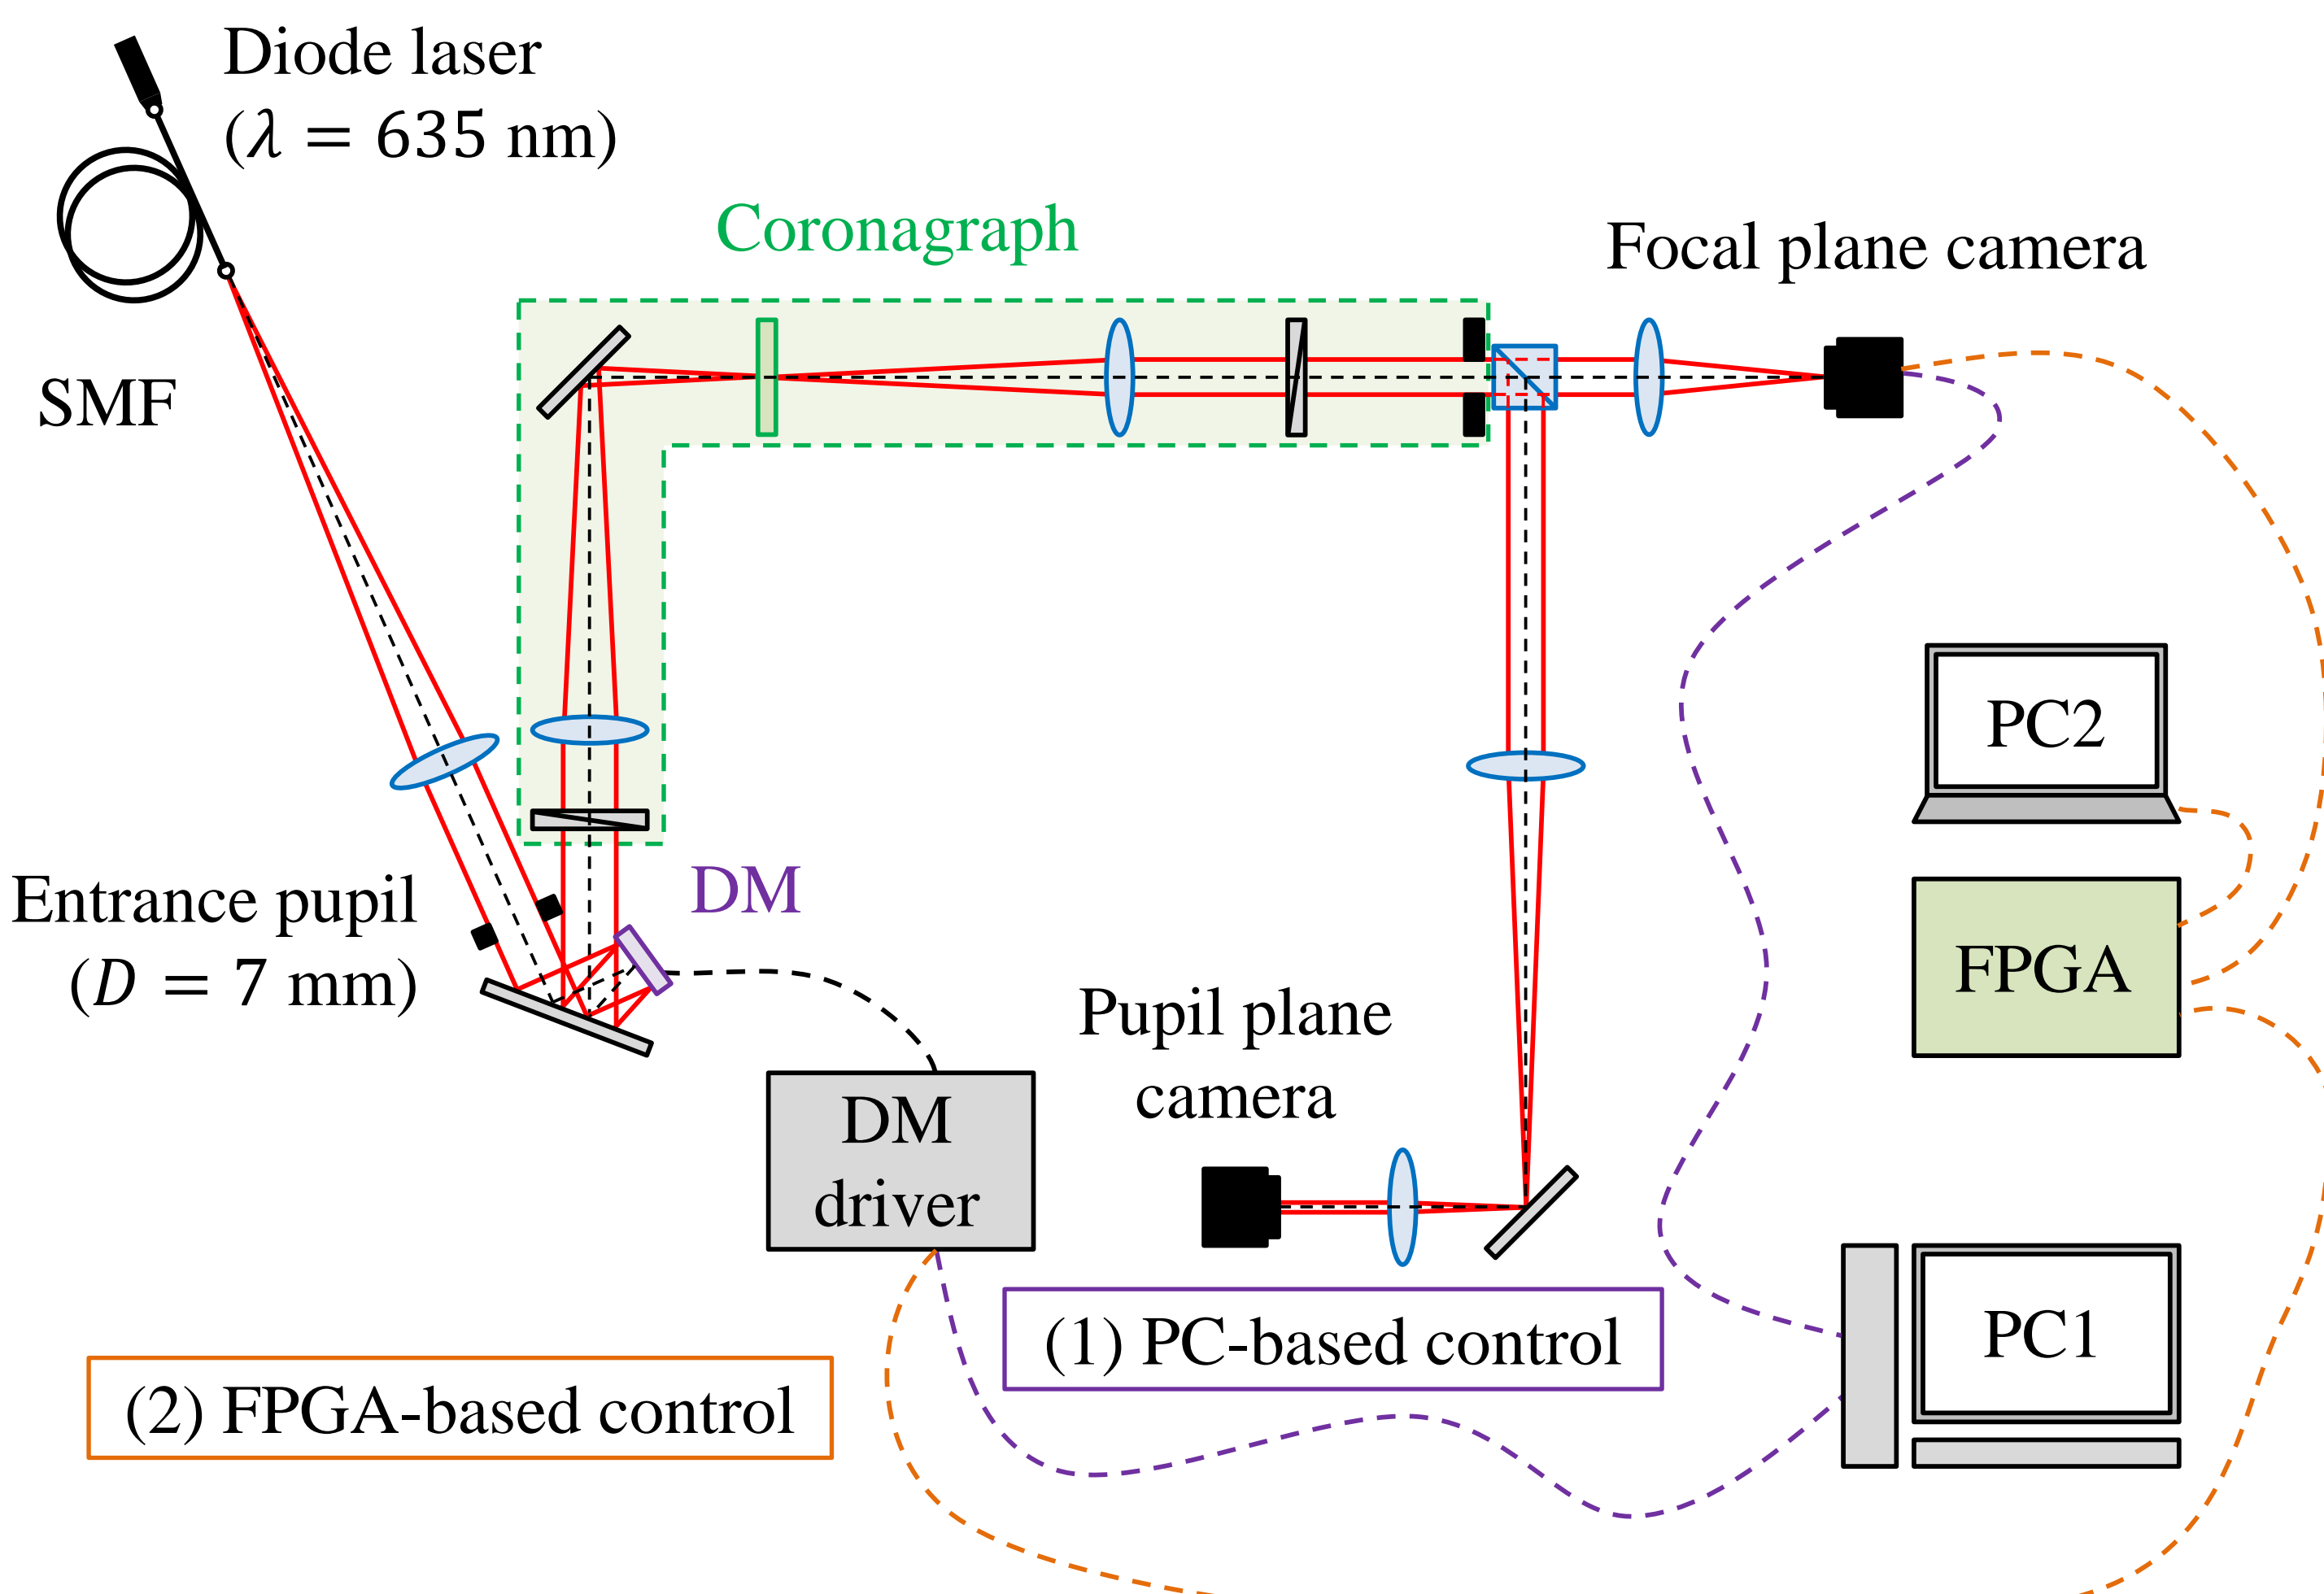 Diode laser
(λ = 635 nm)
Coronagraph
Focal plane camera
SMF
PC2
DM
Entrance pupil
(D = 7 mm)
FPGA
Pupil plane
camera
DM
driver
(1) PC-based control
PC1
(2) FPGA-based control